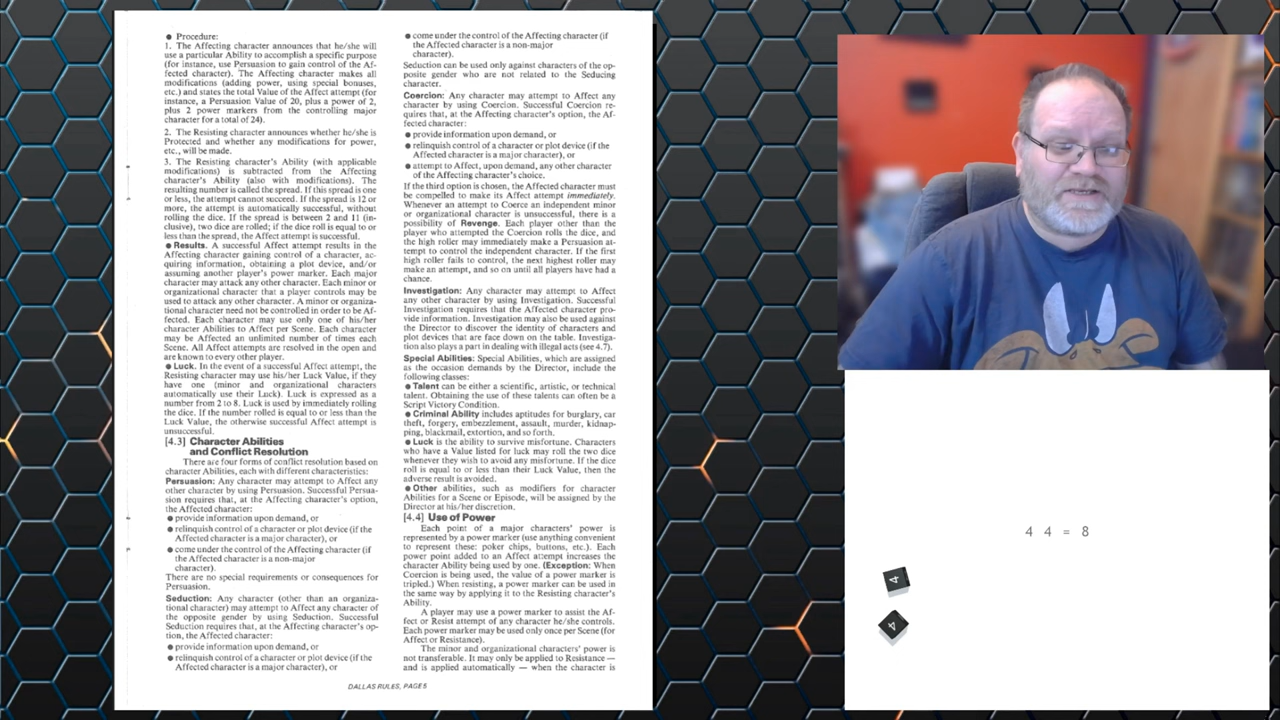 ● Procedure:
1. The Affecting character announces that he/she will
use a particular Ability to accomplish a specific purpose
(for instance, use Persuasion to gain control of the Af-
fected character). The Affecting character makes all
modifications (adding power, using special bonuses,
etc.) and states the total Value of the Affect attempt (for
instance, a Persuasion Value of 20, plus a power of 2,
plus 2 power markers from the controlling major
character for a total of 24).
2. The Resisting character announces whether he/she is
Protected and whether any modifications for power,
etc., will be made.
3. The Resisting character's Ability (with applicable
modifications) is subtracted from the Affecting
character's Ability (also with modifications). The
resulting number is called the spread. If this spread is one
or less, the attempt cannot succeed. If the spread is 12 or
more, the attempt is automatically successful, without
rolling the dice. If the spread is between 2 and 11 (in-
clusive), two dice are rolled; if the dice roll is equal to or
less than the spread, the Affect attempt is successful.
● Results. A successful Affect attempt results in the
Affecting character gaining control of a character, ac-
quiring information, obtaining a plot device, and/or
assuming another player's power marker. Each major
character may attack any other character. Each minor or
organizational character that a player controls may be
used to attack any other character. A minor or organiza-
tional character need not be controlled in order to be Af-
fected. Each character may use only one of his/her
character Abilities to Affect per Scene. Each character
may be Affected an unlimited number of times each
Scene. All Affect attempts are resolved in the open and
are known to every other player.
● Luck. In the event of a successful Affect attempt, the
Resisting character may use his/her Luck Value, if they
have one (minor and organizational characters
automatically use their Luck). Luck is expressed as a
number from 2 to 8. Luck is used by immediately rolling
the dice. If the number rolled is equal to or less than the
Luck Value, the otherwise successful Affect attempt is
unsuccessful.
[4.3] Character Abilities
and Conflict Resolution
There are four forms of conflict resolution based on
character Abilities, each with different characteristics:
Persuasion: Any character may attempt to Affect any
other character by using Persuasion. Successful Persua-
sion requires that, at the Affecting character's option,
the Affected character:
● provide information upon demand, or
● relinquish control of a character or plot device (if the
Affected character is a major character), or
● come under the control of the Affecting character (if
the Affected character is a non-major
character).
There are no special requirements or consequences for
Persuasion.
Seduction: Any character (other than an organiza-
tional character) may attempt to Affect any character of
the opposite gender by using Seduction. Successful
Seduction requires that, at the Affecting character's op-
tion, the Affected character:
● provide information upon demand, or
● relinquish control of a character or plot device (if the
Affected character is a major character), or
● come under the control of the Affecting character (if
the Affected character is a non-major
character).
Seduction can be used only against characters of the op-
posite gender who are not related to the Seducing
character.
Coercion: Any character may attempt to Affect any
character by using Coercion. Successful Coercion re-
quires that, at the Affecting character's option, the Af-
fected character:
● provide information upon demand, or
● relinquish control of a character or plot device (if the
Affected character is a major character), or
● attempt to Affect, upon demand, any other character
of the Affecting character's choice.
If the third option is chosen, the Affected character must
be compelled to make its Affect attempt immediately.
Whenever an attempt to Coerce an independent minor
or organizational character is unsuccessful, there is a
possibility of Revenge. Each player other than the
player who attempted the Coercion rolls the dice, and
the high roller may immediately make a Persuasion at-
tempt to control the independent character. If the first
high roller fails to control, the next highest roller may
make an attempt, and so on until all players have had a
chance.
Investigation: Any character may attempt to Affect
any other character by using Investigation. Successful
Investigation requires that the Affected character pro-
vide information. Investigation may also be used against
the Director to discover the identity of characters and
plot devices that are face down on the table. Investiga-
tion also plays a part in dealing with illegal acts (see 4.7).
Special Abilities: Special Abilities, which are assigned
as the occasion demands by the Director, include the
following classes:
● Talent can be either a scientific, artistic, or technical
talent. Obtaining the use of these talents can often be a
Script Victory Condition.
● Criminal Ability includes aptitudes for burglary, car
theft, forgery, embezzlement, assault, murder, kidnap-
ping, blackmail, extortion, and so forth.
● Luck is the ability to survive misfortune. Characters
who have a Value listed for luck may roll the two dice
whenever they wish to avoid any misfortune. If the dice
roll is equal to or less than their Luck Value, then the
adverse result is avoided.
● Other abilities, such as modifiers for character
Abilities for a Scene or Episode, will be assigned by the
Director at his/her discretion.
[4.4] Use of Power
Each point of a major characters' power is
represented by a power marker (use anything convenient
to represent these: poker chips, buttons, etc.). Each
power point added to an Affect attempt increases the
character Ability being used by one. (Exception: When
Coercion is being used, the value of a power marker is
tripled.) When resisting, a power marker can be used in
the same way by applying it to the Resisting character's
Ability.
A player may use a power marker to assist the Af-
fect or Resist attempt of any character he/she controls.
Each power marker may be used only once per Scene (for
Affect or Resistance).
The minor and organizational characters' power is
not transferable. It may only be applied to Resistance —
and is applied automatically — when the character is
DALLAS RULES, PAGE 5
4 4 = 8
4
4